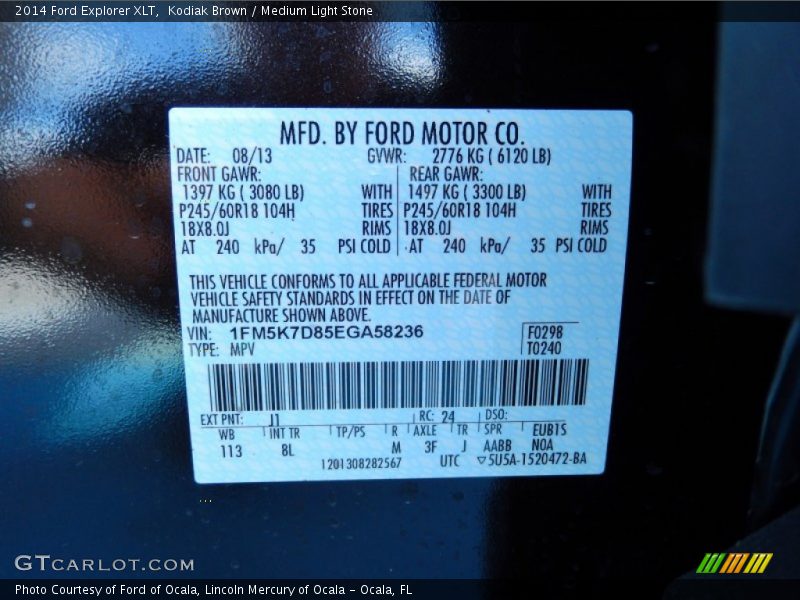 2014 Ford Explorer XLT,  Kodiak Brown / Medium Light Stone
MFD. BY FORD MOTOR CO.
DATE: 08/13 GVWR: 2776 KG ( 6120 LB)
FRONT GAWR: REAR GAWR:
1397 KG ( 3080 LB) WITH 1497 KG ( 3300 LB) WITH
P245/60R18 104H TIRES P245/60R18 104H TIRES
18X8.0J RIMS 18X8.0J RIMS
AT 240 kPa/ 35 PSI COLD AT 240 kPa/ 35 PSI COLD
THIS VEHICLE CONFORMS TO ALL APPLICABLE FEDERAL MOTOR
VEHICLE SAFETY STANDARDS IN EFFECT ON THE DATE OF
MANUFACTURE SHOWN ABOVE.
VIN: 1FM5K7D85EGA58236 F0298
TYPE: MPV T0240
EXT PNT: J1 RC: 24 DSO:
WB INT TR TP/PS R AXLE TR SPR EUB1S
113 8L M 3F J AABB NOA
1201308282567 UTC ▽5U5A-1520472-BA
GTCARLOT.COM
Photo Courtesy of Ford of Ocala, Lincoln Mercury of Ocala - Ocala, FL